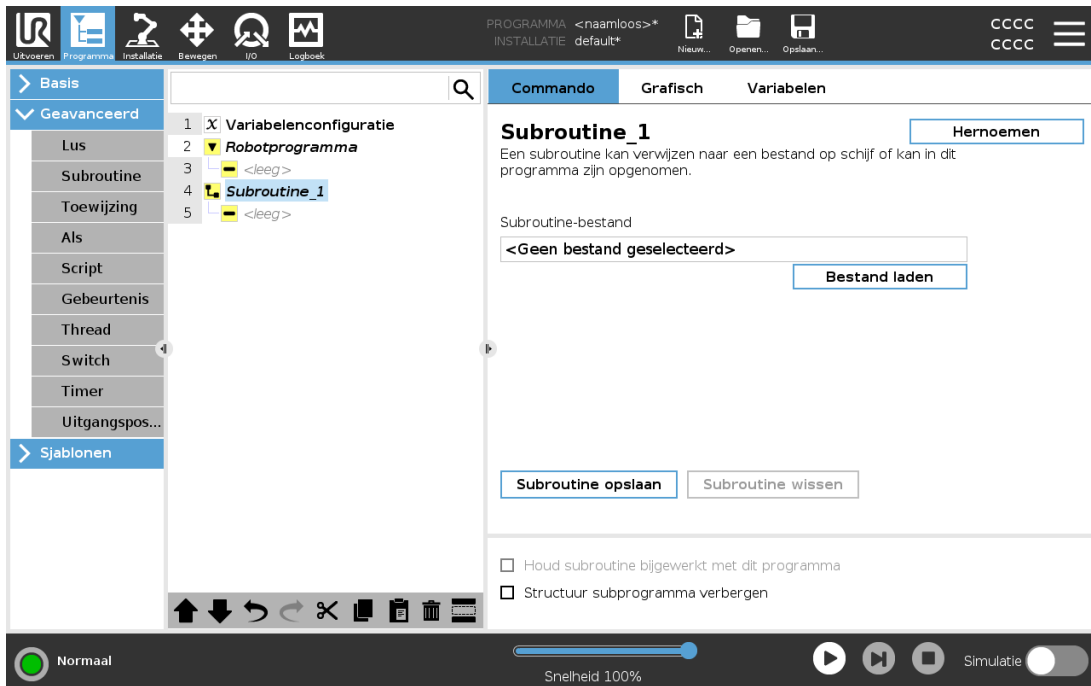 PROGRAMMA <naamloos>*
INSTALLATIE default*
CCCC
CCCC
Uitvoeren Programma Installatie Bewegen I/O Logboek Nieuw... Openen... Opslaan...
Basis
Geavanceerd
Lus
Subroutine
Toewijzing
Als
Script
Gebeurtenis
Thread
Switch
Timer
Uitgangspos...
Sjablonen
1 X Variabelenconfiguratie
2 Robotprogramma
3 <leeg>
4 Subroutine_1
5 <leeg>
Commando Grafisch Variabelen
Subroutine_1
Hernoemen
Een subroutine kan verwijzen naar een bestand op schijf of kan in dit
programma zijn opgenomen.
Subroutine-bestand
<Geen bestand geselecteerd>
Bestand laden
Subroutine opslaan Subroutine wissen
Houd subroutine bijgewerkt met dit programma
Structuur subprogramma verbergen
Normaal
Snelheid 100%
Simulatie